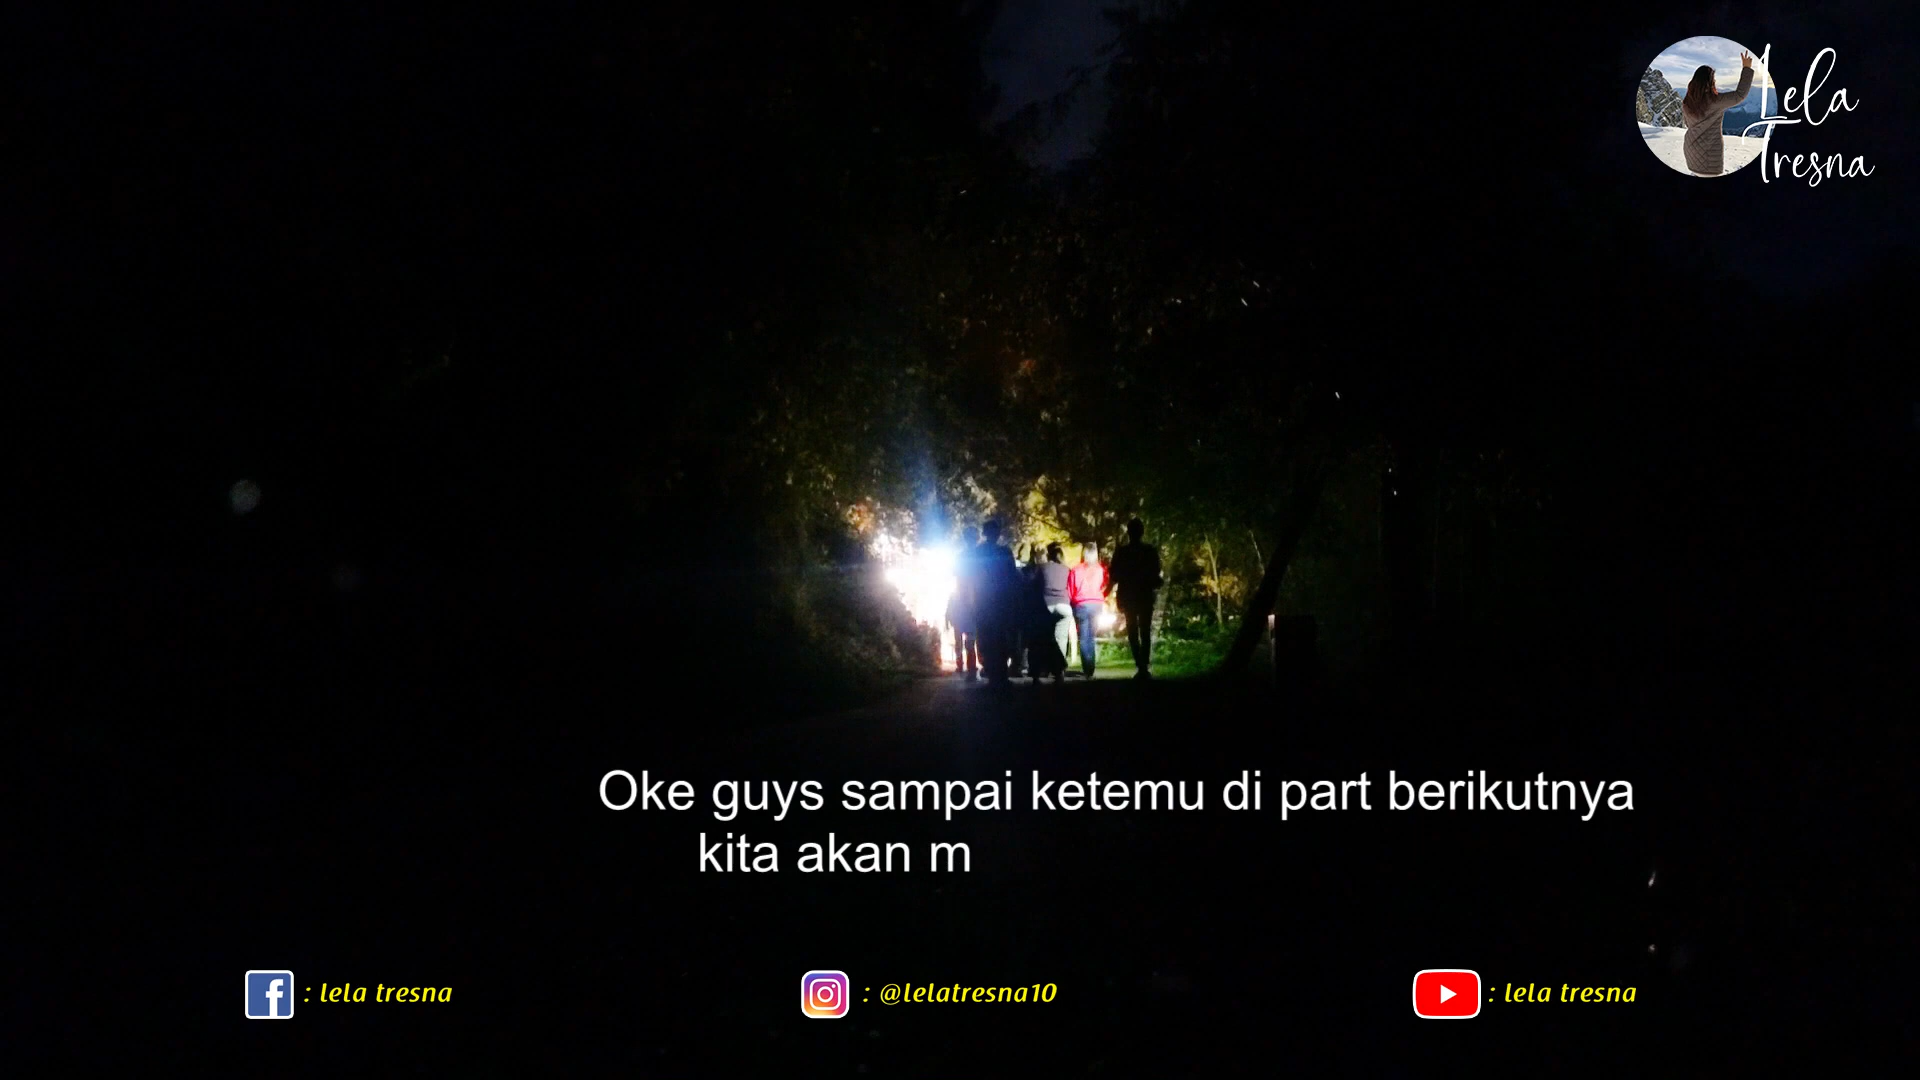 Lela
Tresna
Oke guys sampai ketemu di part berikutnya
kita akan m
: lela tresna
: @lelatresna10
: lela tresna